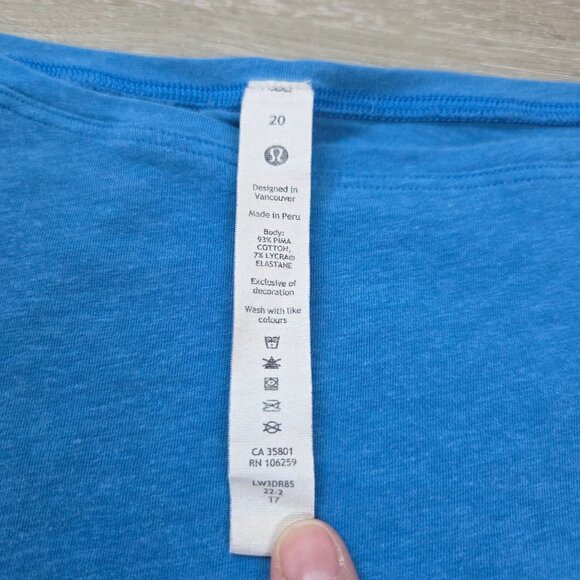 20
Designed in
Vancouver
Made in Peru
Body:
93% PIMA
COTTON,
7% LYCRA®
ELASTANE
Exclusive of
decoration
Wash with like
colours
CA 35801
RN 106259
LW3DR8S
22-2
17